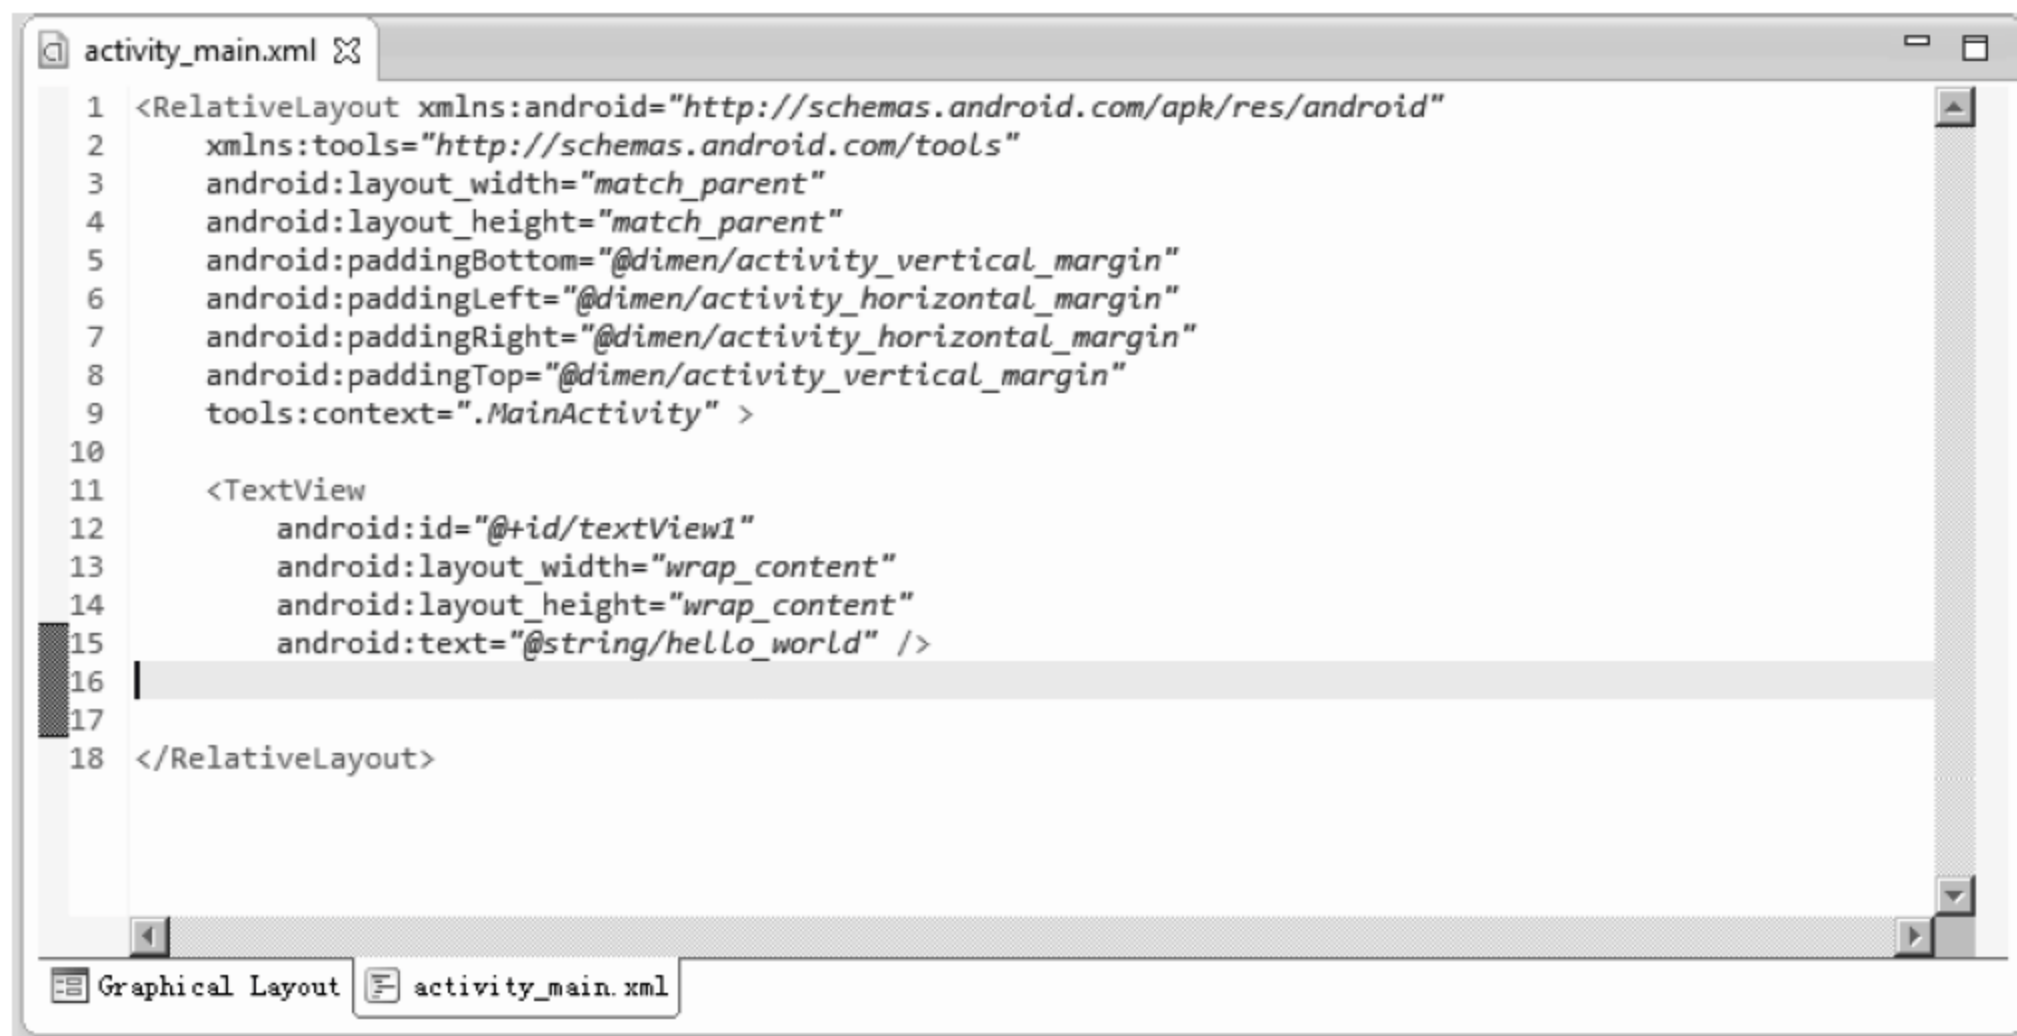 activity_main.xml
1 <RelativeLayout xmlns:android="http://schemas.android.com/apk/res/android"
2     xmlns:tools="http://schemas.android.com/tools"
3     android:layout_width="match_parent"
4     android:layout_height="match_parent"
5     android:paddingBottom="@dimen/activity_vertical_margin"
6     android:paddingLeft="@dimen/activity_horizontal_margin"
7     android:paddingRight="@dimen/activity_horizontal_margin"
8     android:paddingTop="@dimen/activity_vertical_margin"
9     tools:context=".MainActivity" >
10
11     <TextView
12         android:id="@+id/textView1"
13         android:layout_width="wrap_content"
14         android:layout_height="wrap_content"
15         android:text="@string/hello_world" />
16
17
18 </RelativeLayout>
Graphical Layout activity_main.xml